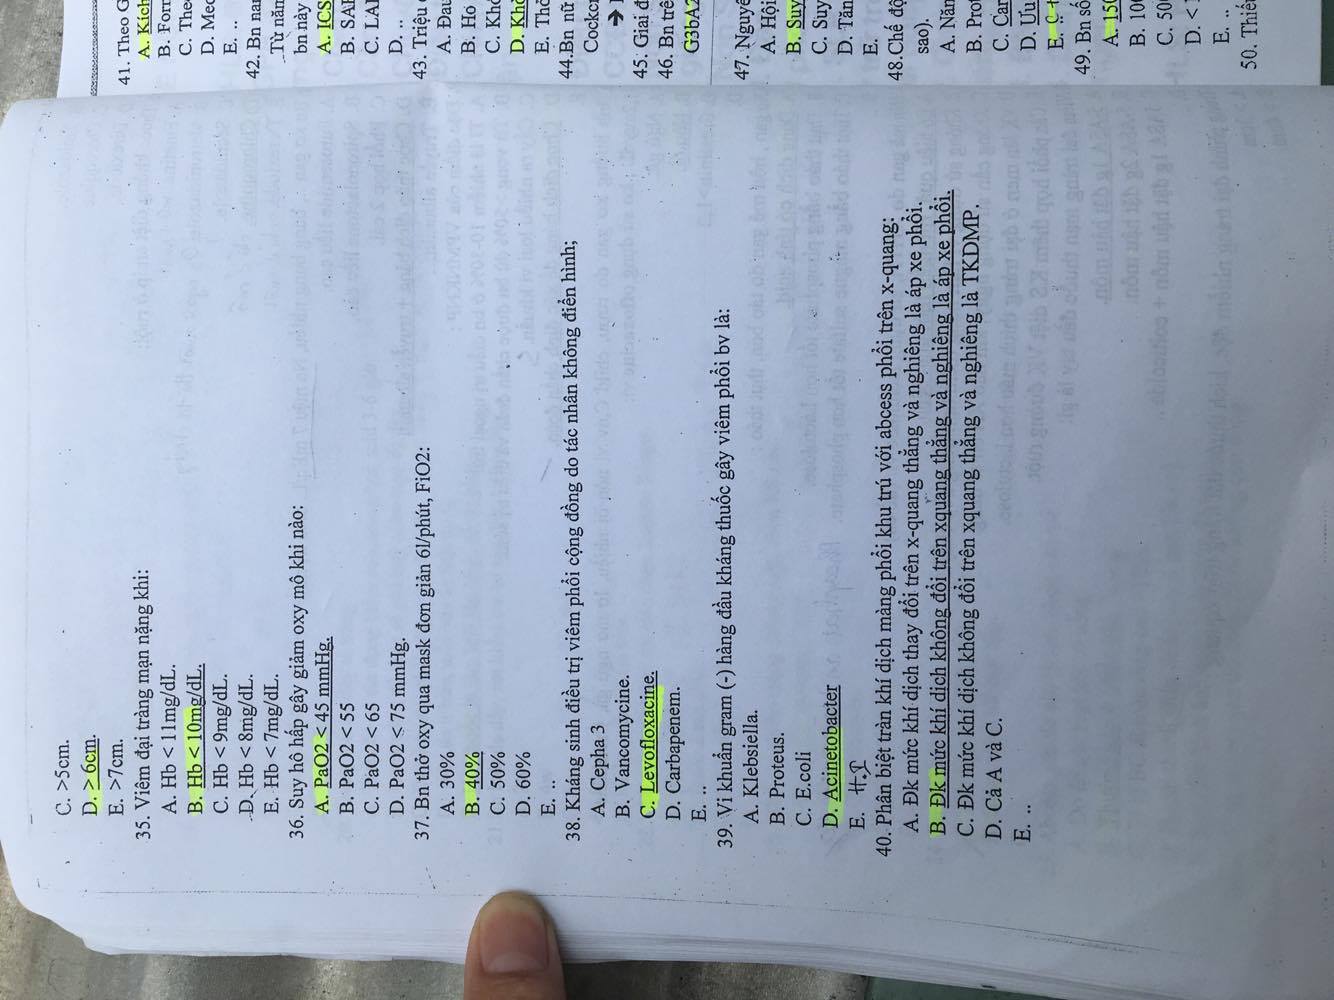 C. >5cm.
D. > 6cm.
E. >7cm.
35. Viêm đại tràng mạn nặng khi:
A. Hb < 11mg/dL.
B. Hb < 10mg/dL.
C. Hb < 9mg/dL.
D. Hb < 8mg/dL.
E. Hb < 7mg/dL.
36. Suy hô hấp gây giảm oxy mô khi nào:
A. PaO2 < 45 mmHg.
B. PaO2 < 55
C. PaO2 < 65
D. PaO2 < 75 mmHg.
37. Bn thở oxy qua mask đơn giản 6l/phút, FiO2:
A. 30%
B. 40%
C. 50%
D. 60%
E. ..
38. Kháng sinh điều trị viêm phổi cộng đồng do tác nhân không điển hình;
A. Cepha 3
B. Vancomycine.
C. Levofloxacine.
D. Carbapenem.
E. ..
39. Vi khuẩn gram (-) hàng đầu kháng thuốc gây viêm phổi bv là:
A. Klebsiella.
B. Proteus.
C. E.coli
D. Acinetobacter
E. H.I
40. Phân biệt tràn khí dịch màng phổi khu trú với abcess phổi trên x-quang:
A. Đk mức khí dịch thay đổi trên x-quang thẳng và nghiêng là áp xe phổi.
B. Đk mức khí dịch không đổi trên xquang thẳng và nghiêng là áp xe phổi.
C. Đk mức khí dịch không đổi trên xquang thẳng và nghiêng là TKDMP.
D. Cả A và C.
E. ..
41. Theo G
A. Kích
B. Forr
C. The
D. Med
E. ..
42. Bn nam
Từ năm
bn này
A. ICS
B. SAB
C. LAB
D. ..
43. Triệu
A. Đau
B. Ho
C. Khó
D. Khô
E. Thở
44.Bn nữ
Cockcr
→
45. Giai đ
46. Bn trê
G3bA2
47. Nguyê
A. Hội
B. Suy
C. Suy
D. Tăn
E.
48.Chế độ
sao).
A. Năn
B. Prot
C. Car
D. Ưu
E. ..
49. Bn số
A. 150
B. 10
C. 50
D. <
E. ..
50. Thiếu